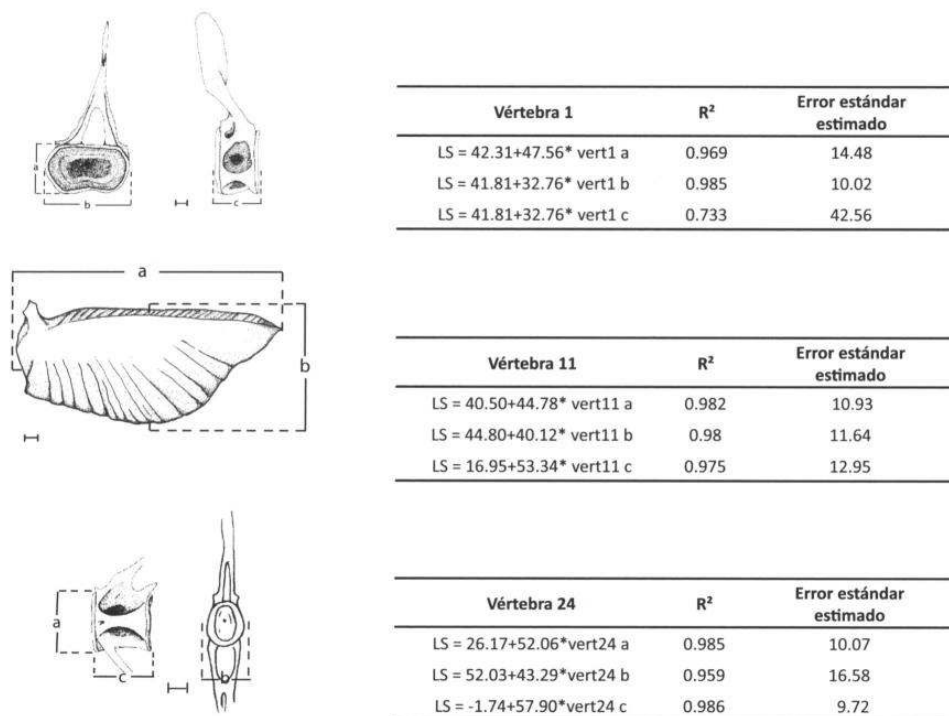 a
b
c
Vértebra 1 R² Error estándar
estimado
LS = 42.31+47.56* vert1 a 0.969 14.48
LS = 41.81+32.76* vert1 b 0.985 10.02
LS = 41.81+32.76* vert1 c 0.733 42.56
a
b
Vértebra 11 R² Error estándar
estimado
LS = 40.50+44.78* vert11 a 0.982 10.93
LS = 44.80+40.12* vert11 b 0.98 11.64
LS = 16.95+53.34* vert11 c 0.975 12.95
a
c
b
Vértebra 24 R² Error estándar
estimado
LS = 26.17+52.06*vert24 a 0.985 10.07
LS = 52.03+43.29*vert24 b 0.959 16.58
LS = -1.74+57.90*vert24 c 0.986 9.72